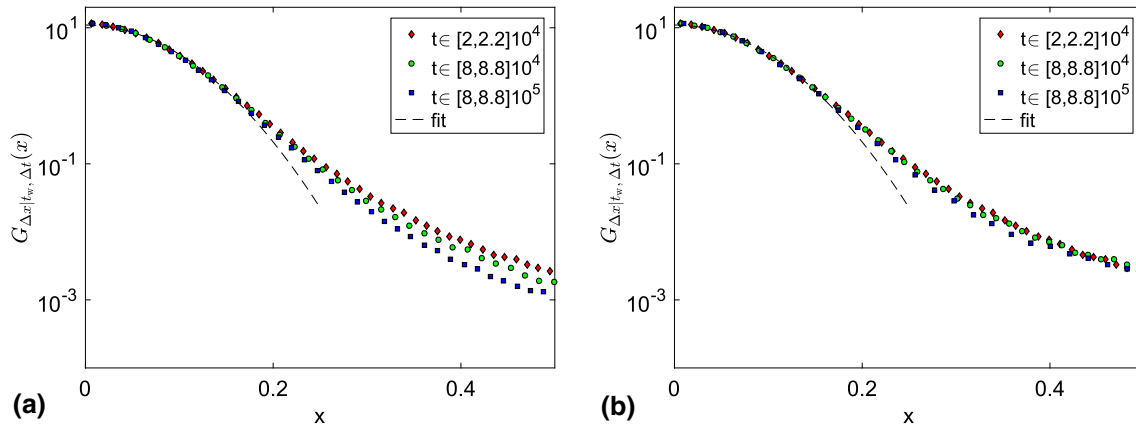 10^1
10^-1
10^-3
G_{Δx|t_w, Δt}(x)
t∈ [2,2.2]10^4
t∈ [8,8.8]10^4
t∈ [8,8.8]10^5
fit
0
0.2
0.4
x
(a)
10^1
10^-1
10^-3
G_{Δx|t_w, Δt}(x)
t∈ [2,2.2]10^4
t∈ [8,8.8]10^4
t∈ [8,8.8]10^5
fit
0
0.2
0.4
x
(b)